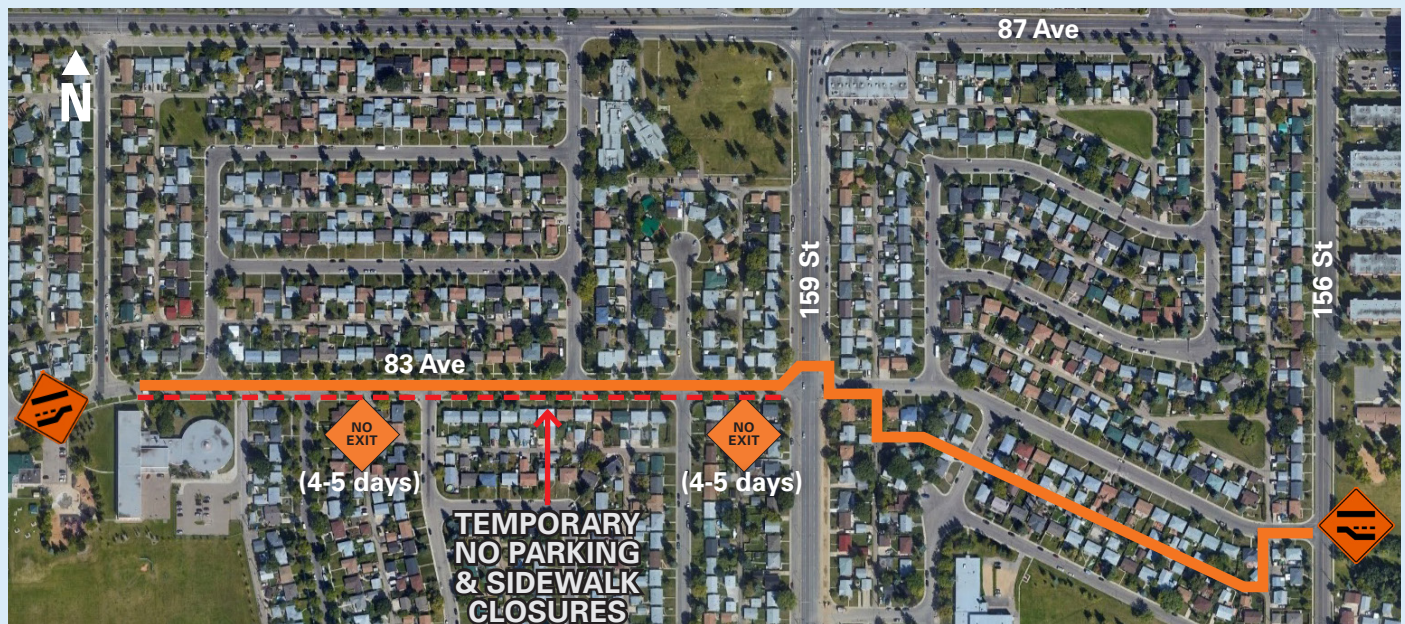 87 Ave
N
159 St
156 St
83 Ave
NO
EXIT
(4-5 days)
NO
EXIT
(4-5 days)
TEMPORARY
NO PARKING
& SIDEWALK
CLOSURES